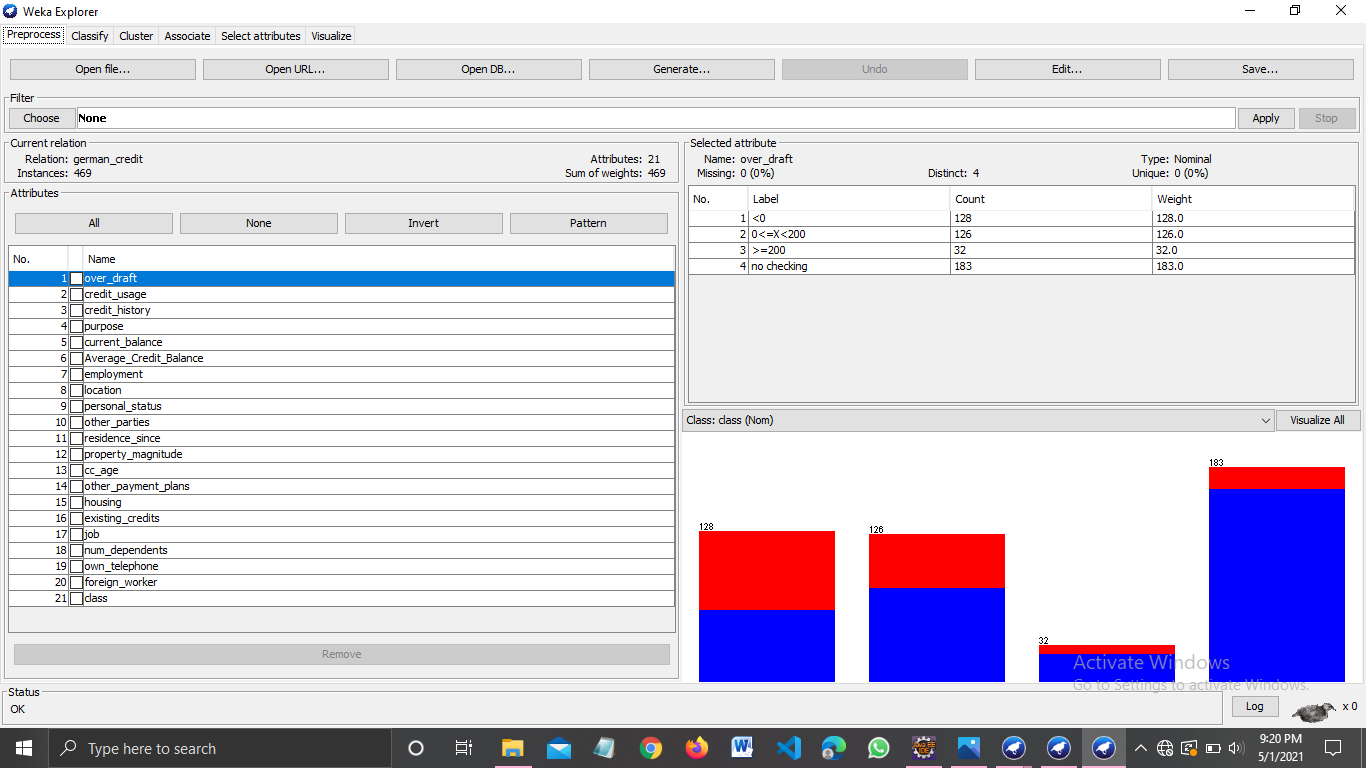 Weka Explorer
Preprocess Classify Cluster Associate Select attributes Visualize
Open file... Open URL... Open DB... Generate... Undo Edit... Save...
Filter
Choose None Apply Stop
Current relation
Relation: german_credit Attributes: 21
Instances: 469 Sum of weights: 469
Attributes
All None Invert Pattern
No. Name
1 over_draft
2 credit_usage
3 credit_history
4 purpose
5 current_balance
6 Average_Credit_Balance
7 employment
8 location
9 personal_status
10 other_parties
11 residence_since
12 property_magnitude
13 cc_age
14 other_payment_plans
15 housing
16 existing_credits
17 job
18 num_dependents
19 own_telephone
20 foreign_worker
21 class
Remove
Selected attribute
Name: over_draft Type: Nominal
Missing: 0 (0%) Distinct: 4 Unique: 0 (0%)
No. Label Count Weight
1 <0 128 128.0
2 0<=X<200 126 126.0
3 >=200 32 32.0
4 no checking 183 183.0
Class: class (Nom) Visualize All
128
126
32
183
Activate Windows
Go to Settings to activate Windows.
Status
OK
Log x 0
Type here to search
9:20 PM
5/1/2021